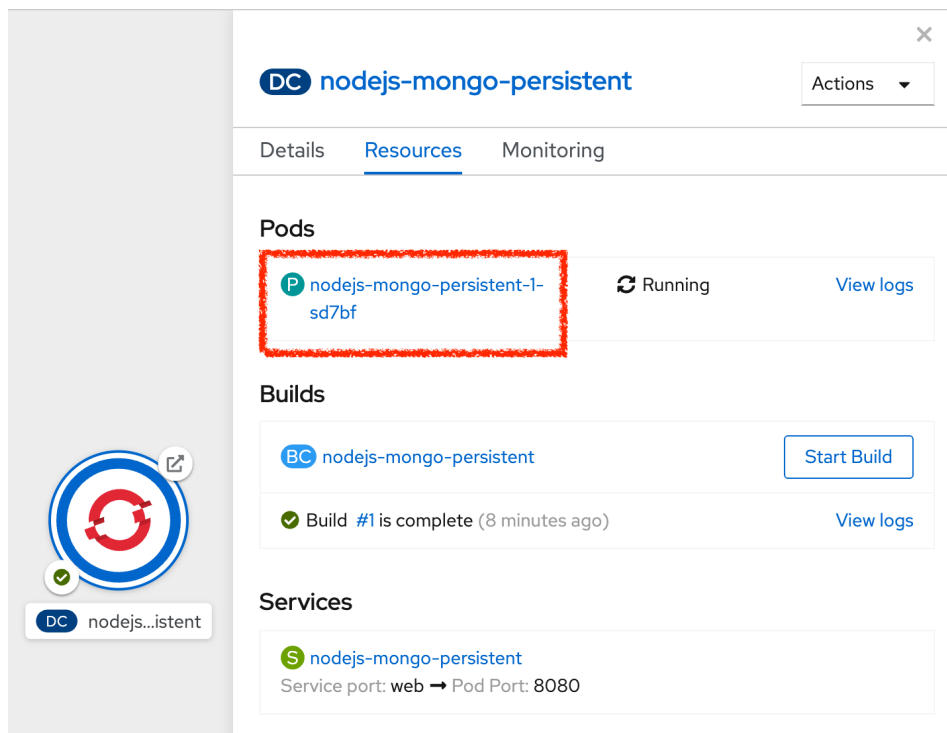 DC nodejs-mongo-persistent
Actions
Details Resources Monitoring
Pods
P nodejs-mongo-persistent-1-
sd7bf
Running View logs
Builds
BC nodejs-mongo-persistent Start Build
Build #1 is complete (8 minutes ago) View logs
DC nodejs...istent
Services
S nodejs-mongo-persistent
Service port: web → Pod Port: 8080